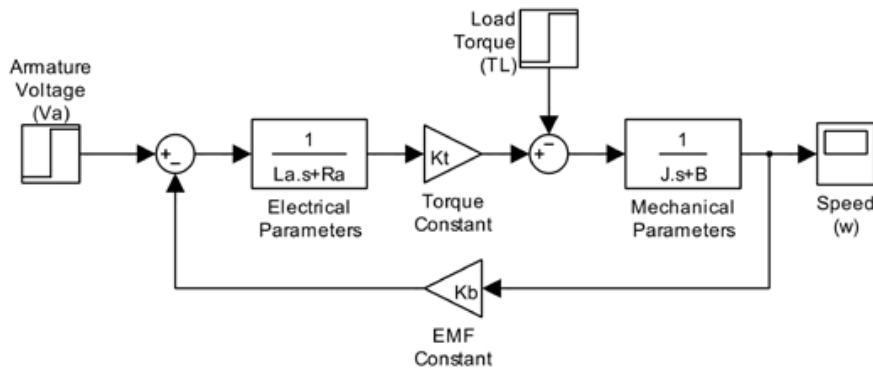 Armature
Voltage
(Va)
+
−
1
La.s+Ra
Electrical
Parameters
Kt
Torque
Constant
Load
Torque
(TL)
+
−
1
J.s+B
Mechanical
Parameters
Speed
(w)
Kb
EMF
Constant